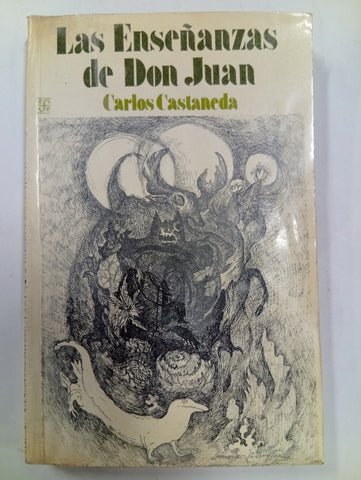 Las Enseñanzas
de Don Juan
Carlos Castaneda